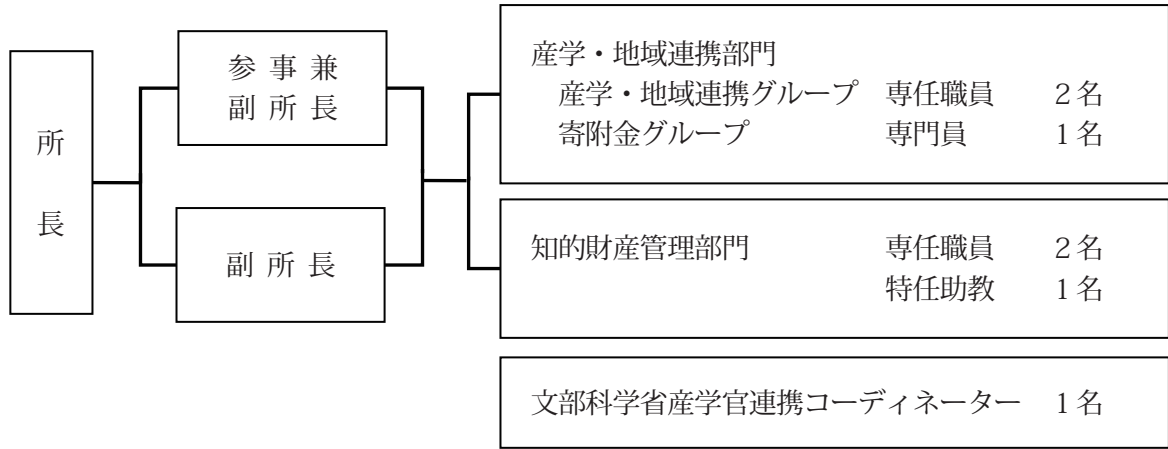 所長
参事兼
副所長
副所長
産学・地域連携部門
産学・地域連携グループ 専任職員 2名
寄附金グループ 専門員 1名
知的財産管理部門 専任職員 2名
特任助教 1名
文部科学省産学官連携コーディネーター 1名